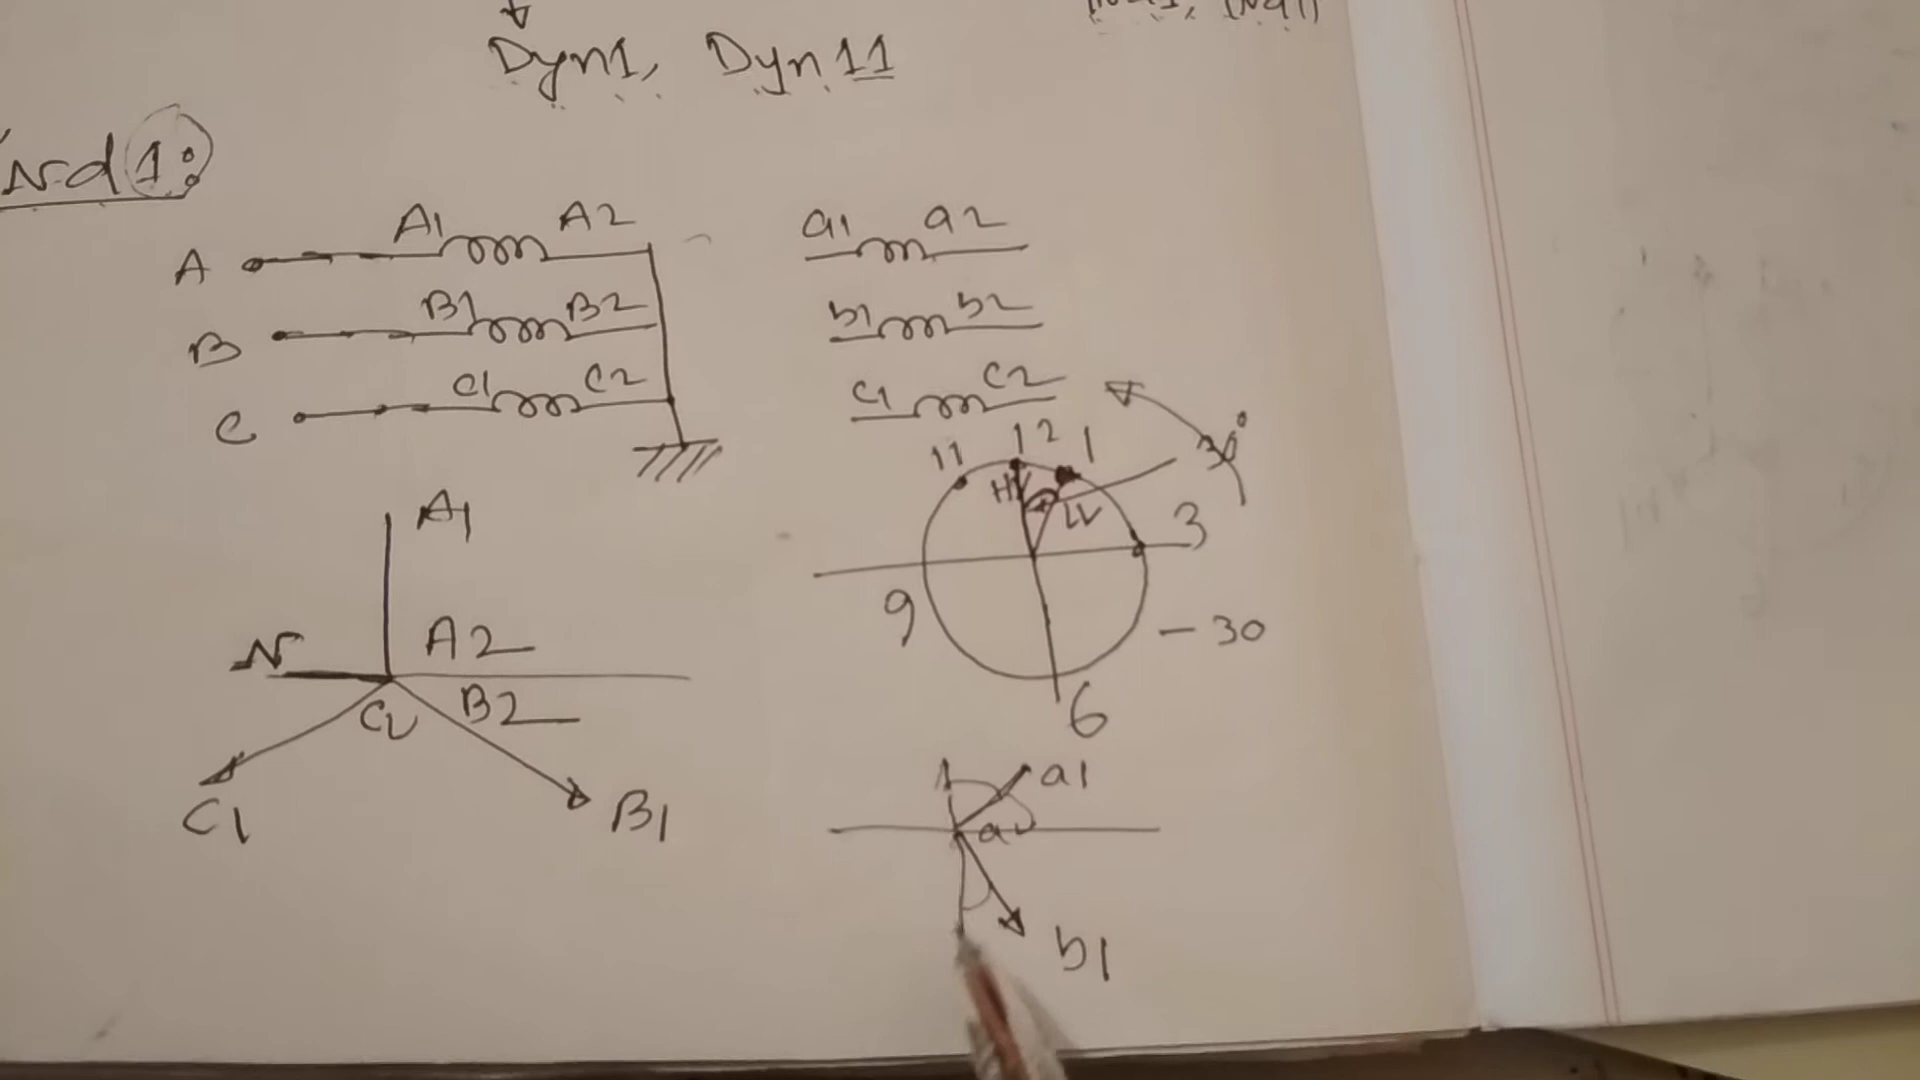 Dyn1, Dyn11
Nd1:
A A1 A2
B B1 B2
C C1 C2
a1 a2
b1 b2
c1 c2
11 12 1
HV LV
30°
3
9
6
-30
A1
N A2
C2 B2
C1 B1
A a1
a
b1